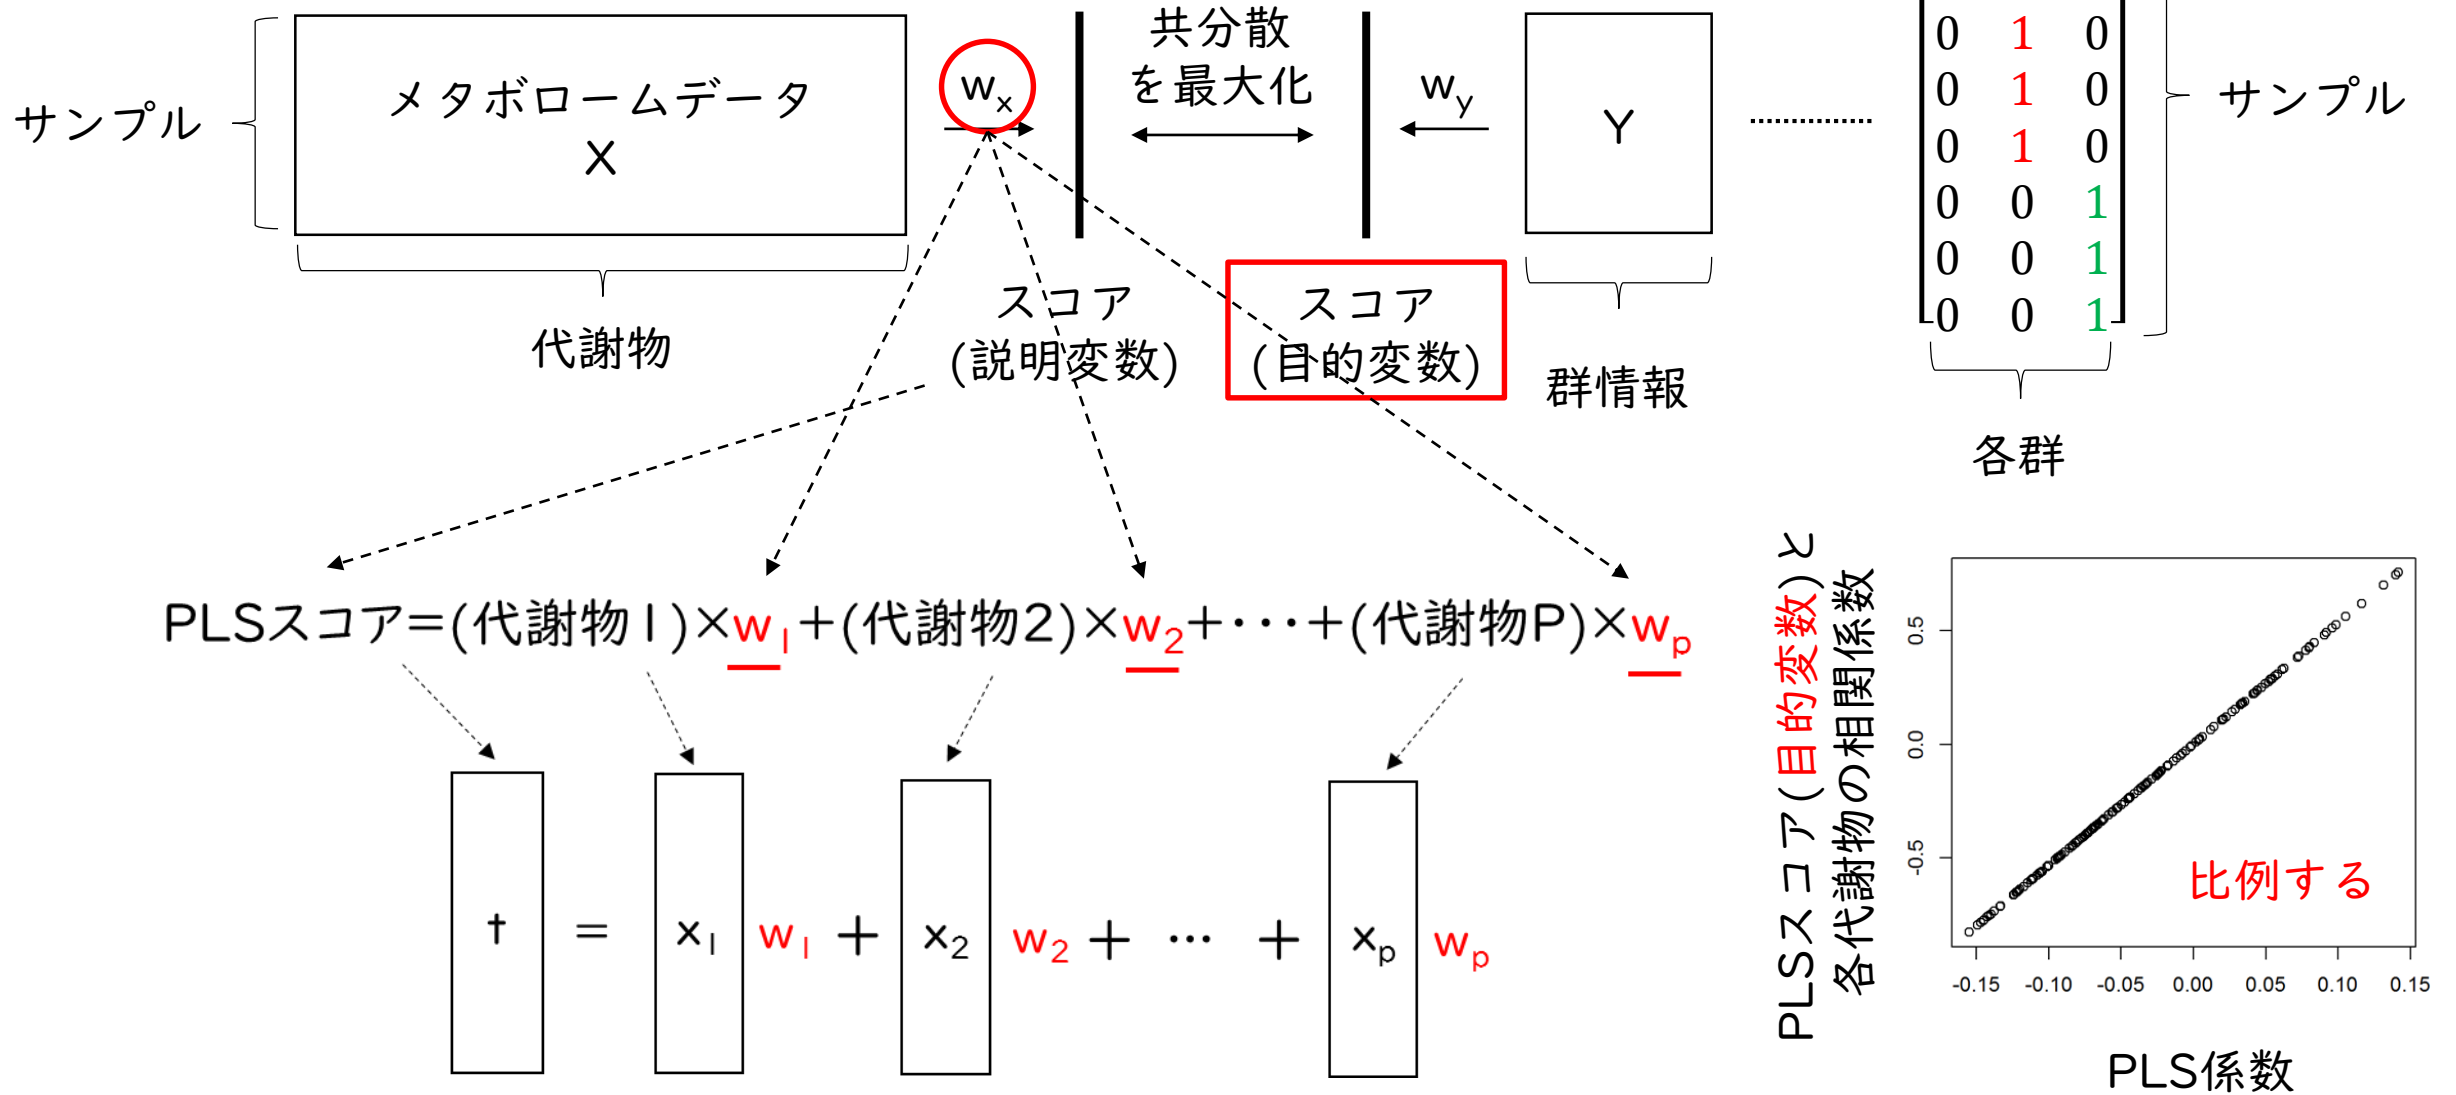 サンプル
メタボロームデータ
X
代謝物
wx
共分散
を最大化
wy
Y
スコア
(説明変数)
スコア
(目的変数)
群情報
0 1 0
0 1 0
0 1 0
0 0 1
0 0 1
0 0 1
サンプル
各群
PLSスコア=(代謝物1)×w1+(代謝物2)×w2+···+(代謝物P)×wp
t = x1 w1 + x2 w2 + ··· + xp wp
PLSスコア(目的変数)と
各代謝物の相関係数
0.5
0.0
-0.5
比例する
-0.15 -0.10 -0.05 0.00 0.05 0.10 0.15
PLS係数